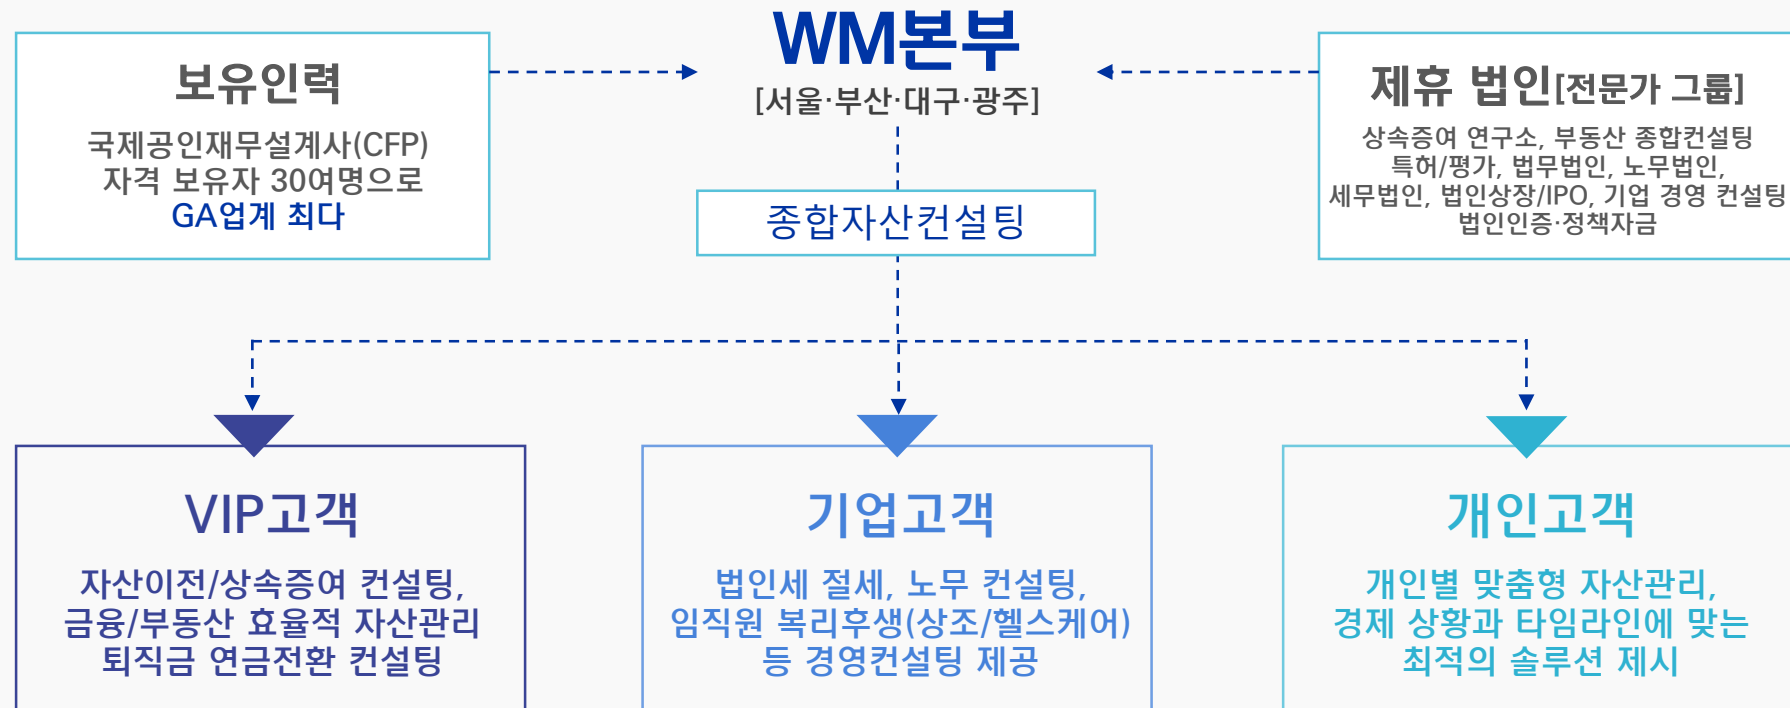 WM본부
[서울·부산·대구·광주]
보유인력
국제공인재무설계사(CFP)
자격 보유자 30여명으로
GA업계 최다
제휴 법인[전문가 그룹]
상속증여 연구소, 부동산 종합컨설팅
특허/평가, 법무법인, 노무법인,
세무법인, 법인상장/IPO, 기업 경영 컨설팅
법인인증·정책자금
종합자산컨설팅
VIP고객
자산이전/상속증여 컨설팅,
금융/부동산 효율적 자산관리
퇴직금 연금전환 컨설팅
기업고객
법인세 절세, 노무 컨설팅,
임직원 복리후생(상조/헬스케어)
등 경영컨설팅 제공
개인고객
개인별 맞춤형 자산관리,
경제 상황과 타임라인에 맞는
최적의 솔루션 제시